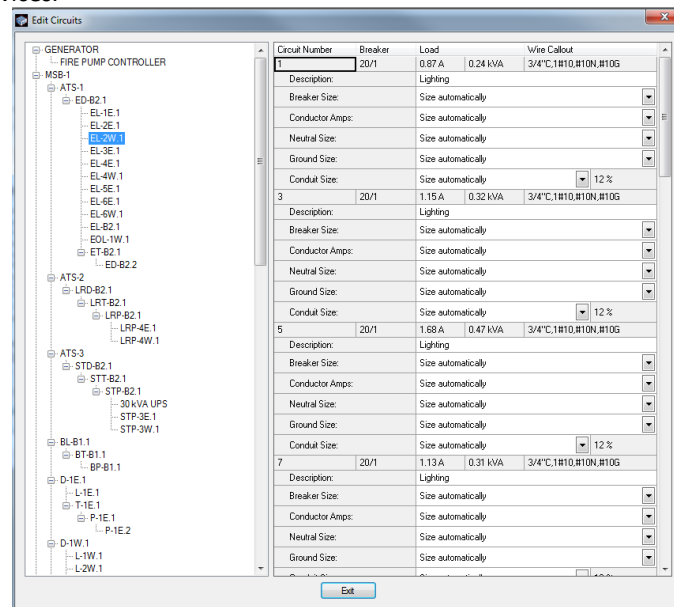 Edit Circuits
GENERATOR
FIRE PUMP CONTROLLER
MSB-1
ATS-1
ED-B2.1
EL-1E.1
EL-2E.1
EL-2W.1
EL-3E.1
EL-4E.1
EL-4W.1
EL-5E.1
EL-6E.1
EL-6W.1
EL-B2.1
EOL-1W.1
ET-B2.1
ED-B2.2
ATS-2
LRD-B2.1
LRT-B2.1
LRP-B2.1
LRP-4E.1
LRP-4W.1
ATS-3
STD-B2.1
STT-B2.1
STP-B2.1
30 kVA UPS
STP-3E.1
STP-3W.1
BL-B1.1
BT-B1.1
BP-B1.1
D-1E.1
L-1E.1
T-1E.1
P-1E.1
P-1E.2
D-1W.1
L-1W.1
L-2W.1
Circuit Number Breaker Load Wire Callout
1 20/1 0.87 A 0.24 kVA 3/4"C,1#10,#10N,#10G
Description: Lighting
Breaker Size: Size automatically
Conductor Amps: Size automatically
Neutral Size: Size automatically
Ground Size: Size automatically
Conduit Size: Size automatically 12 %
3 20/1 1.15 A 0.32 kVA 3/4"C,1#10,#10N,#10G
Description: Lighting
Breaker Size: Size automatically
Conductor Amps: Size automatically
Neutral Size: Size automatically
Ground Size: Size automatically
Conduit Size: Size automatically 12 %
5 20/1 1.68 A 0.47 kVA 3/4"C,1#10,#10N,#10G
Description: Lighting
Breaker Size: Size automatically
Conductor Amps: Size automatically
Neutral Size: Size automatically
Ground Size: Size automatically
Conduit Size: Size automatically 12 %
7 20/1 1.13 A 0.31 kVA 3/4"C,1#10,#10N,#10G
Description: Lighting
Breaker Size: Size automatically
Conductor Amps: Size automatically
Neutral Size: Size automatically
Ground Size: Size automatically
Exit